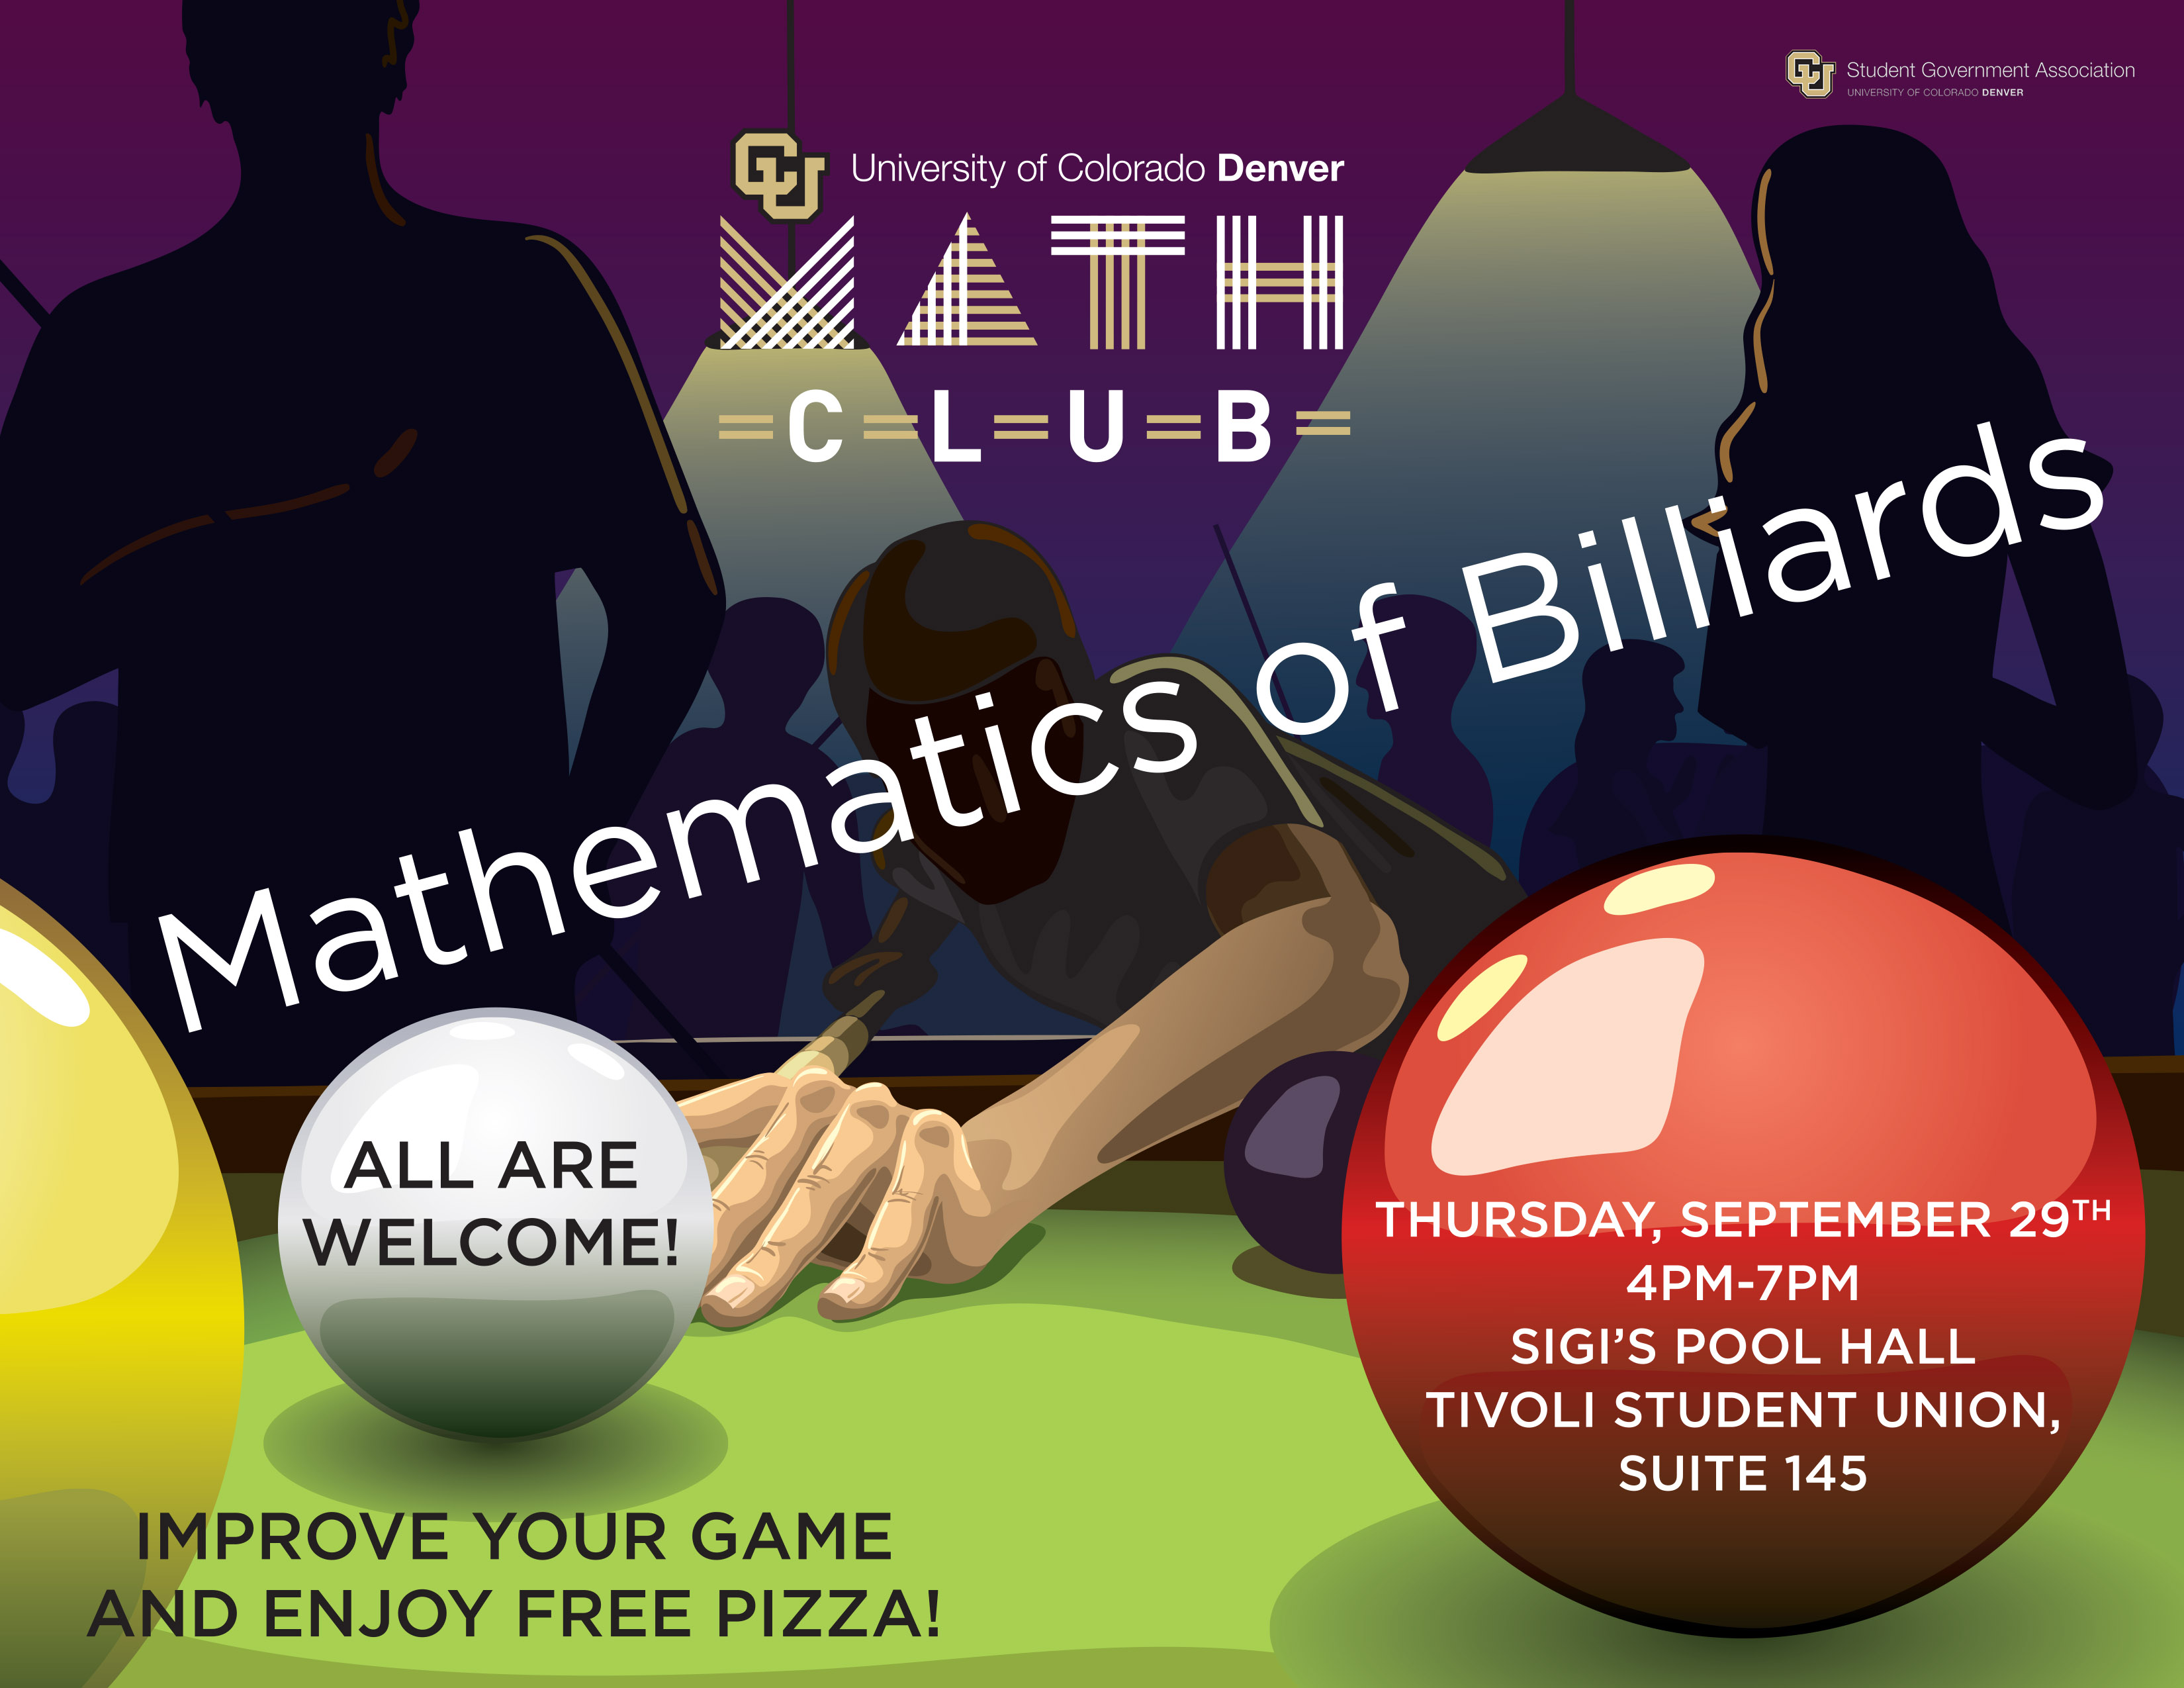 CU Student Government Association
UNIVERSITY OF COLORADO DENVER
CU University of Colorado Denver
MATH
=C=L=U=B=
Mathematics of Billiards
ALL ARE
WELCOME!
THURSDAY, SEPTEMBER 29TH
4PM-7PM
SIGI'S POOL HALL
TIVOLI STUDENT UNION,
SUITE 145
IMPROVE YOUR GAME
AND ENJOY FREE PIZZA!